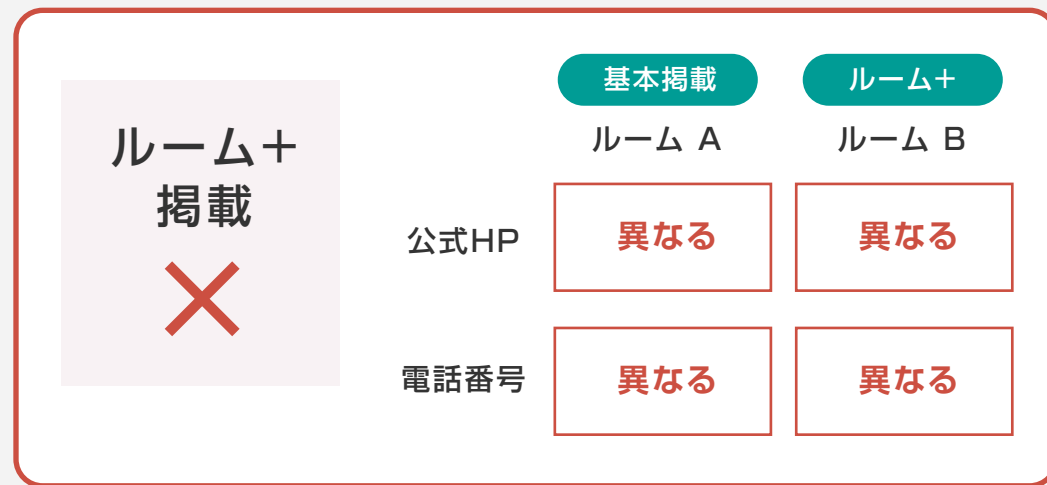 ルーム+
掲載
基本掲載
ルーム+
ルーム A
ルーム B
公式HP
異なる
異なる
電話番号
異なる
異なる